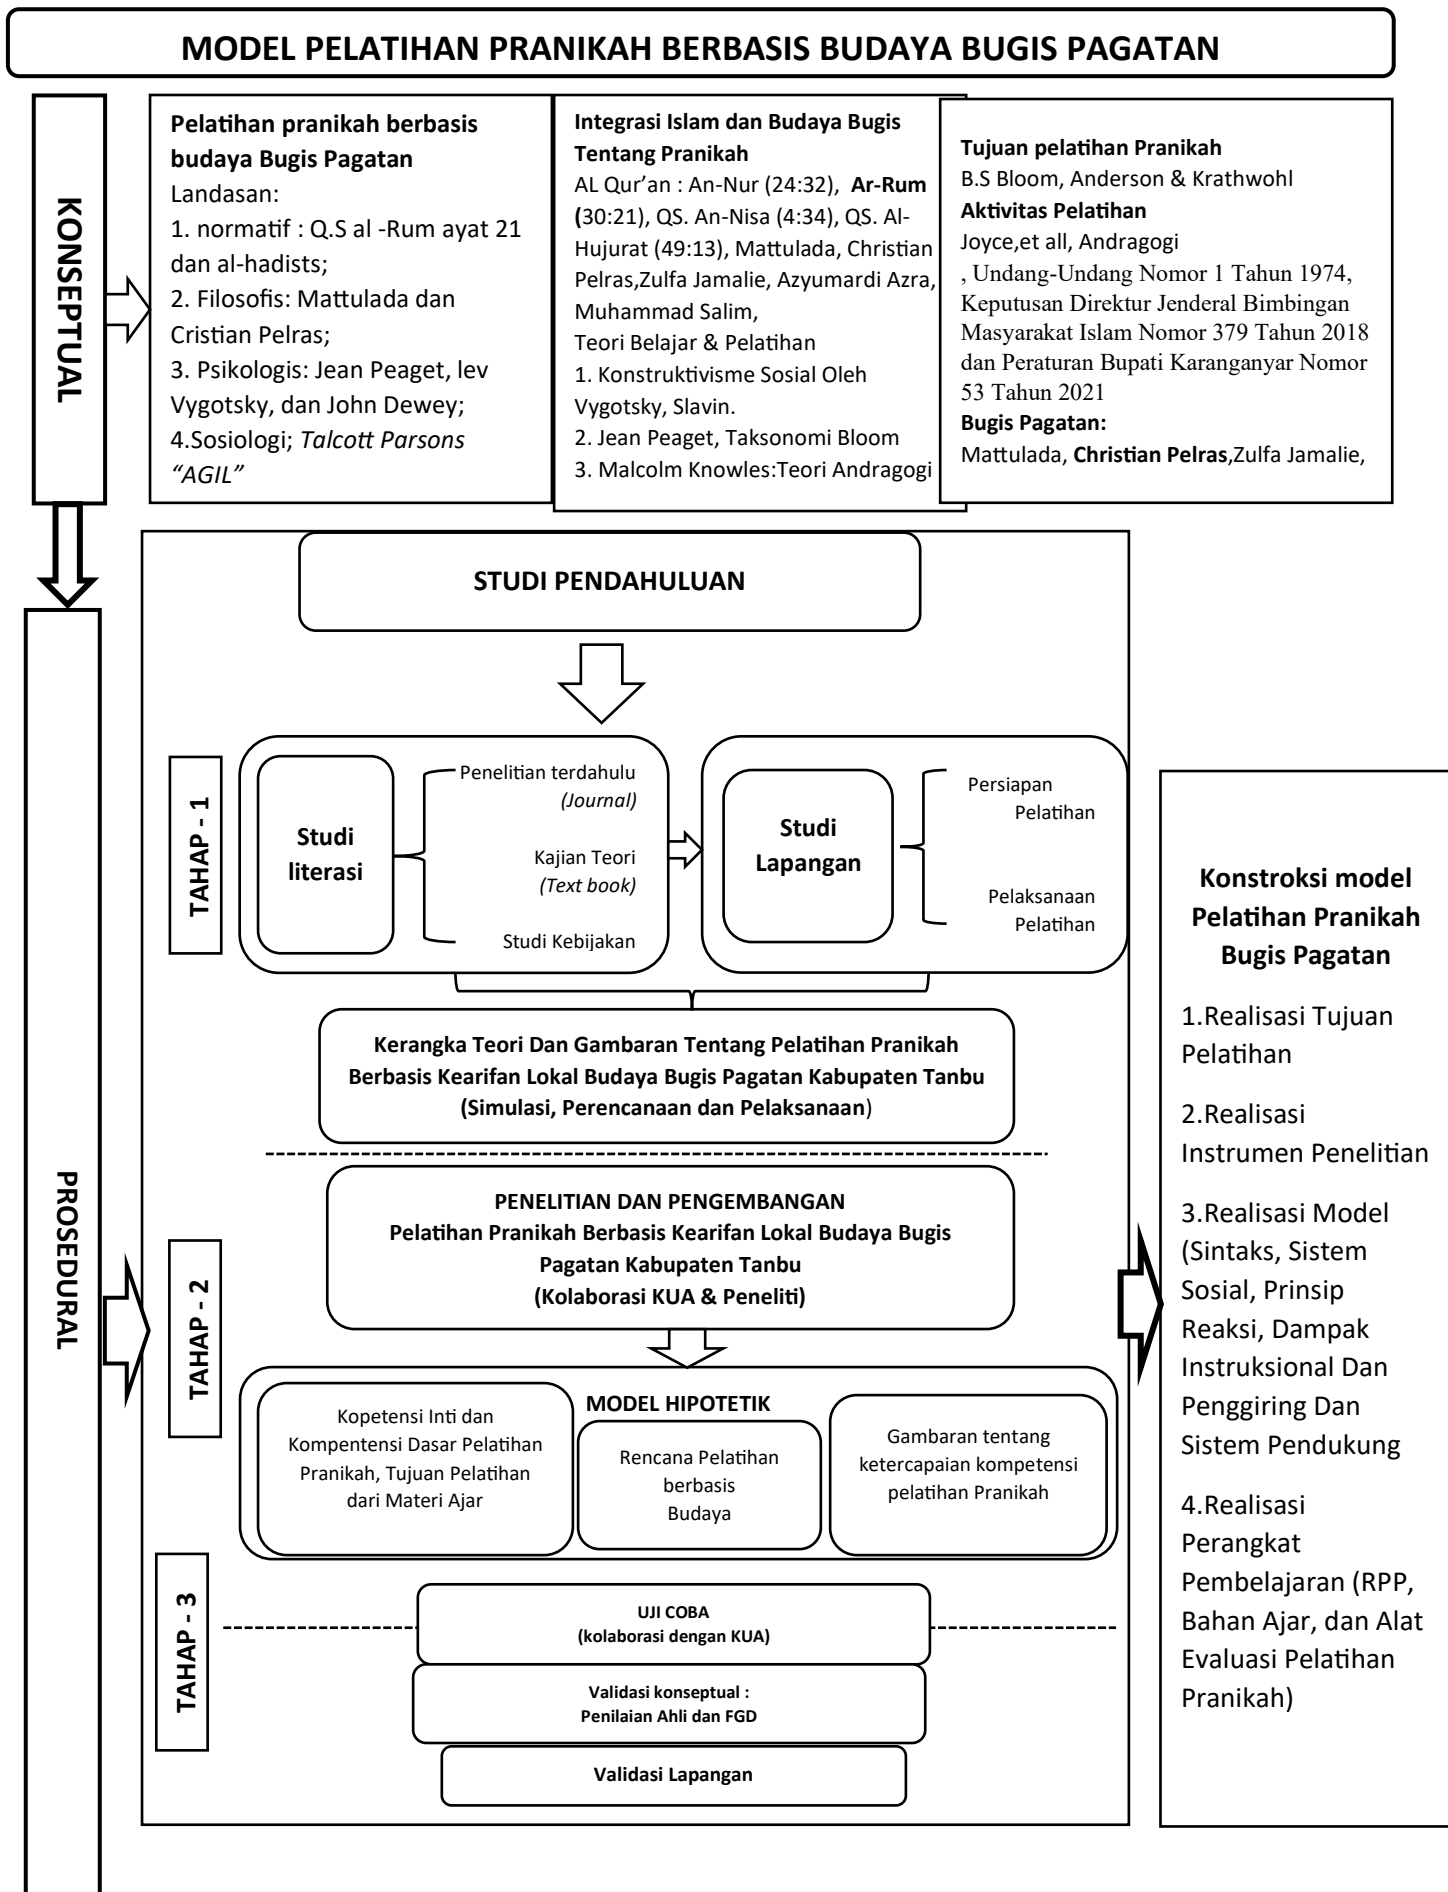 MODEL PELATIHAN PRANIKAH BERBASIS BUDAYA BUGIS PAGATAN
KONSEPTUAL
Pelatihan pranikah berbasis
budaya Bugis Pagatan
Landasan:
1. normatif : Q.S al -Rum ayat 21
dan al-hadists;
2. Filosofis: Mattulada dan
Cristian Pelras;
3. Psikologis: Jean Peaget, lev
Vygotsky, dan John Dewey;
4.Sosiologi; Talcott Parsons
“AGIL”
Integrasi Islam dan Budaya Bugis
Tentang Pranikah
AL Qur’an : An-Nur (24:32), Ar-Rum
(30:21), QS. An-Nisa (4:34), QS. Al-
Hujurat (49:13), Mattulada, Christian
Pelras,Zulfa Jamalie, Azyumardi Azra,
Muhammad Salim,
Teori Belajar & Pelatihan
1. Konstruktivisme Sosial Oleh
Vygotsky, Slavin.
2. Jean Peaget, Taksonomi Bloom
3. Malcolm Knowles:Teori Andragogi
Tujuan pelatihan Pranikah
B.S Bloom, Anderson & Krathwohl
Aktivitas Pelatihan
Joyce,et all, Andragogi
, Undang-Undang Nomor 1 Tahun 1974,
Keputusan Direktur Jenderal Bimbingan
Masyarakat Islam Nomor 379 Tahun 2018
dan Peraturan Bupati Karanganyar Nomor
53 Tahun 2021
Bugis Pagatan:
Mattulada, Christian Pelras,Zulfa Jamalie,
PROSEDURAL
STUDI PENDAHULUAN
TAHAP - 1
Studi
literasi
Penelitian terdahulu
(Journal)
Kajian Teori
(Text book)
Studi Kebijakan
Studi
Lapangan
Persiapan
Pelatihan
Pelaksanaan
Pelatihan
Kerangka Teori Dan Gambaran Tentang Pelatihan Pranikah
Berbasis Kearifan Lokal Budaya Bugis Pagatan Kabupaten Tanbu
(Simulasi, Perencanaan dan Pelaksanaan)
TAHAP - 2
PENELITIAN DAN PENGEMBANGAN
Pelatihan Pranikah Berbasis Kearifan Lokal Budaya Bugis
Pagatan Kabupaten Tanbu
(Kolaborasi KUA & Peneliti)
MODEL HIPOTETIK
Kopetensi Inti dan
Kompentensi Dasar Pelatihan
Pranikah, Tujuan Pelatihan
dari Materi Ajar
Rencana Pelatihan
berbasis
Budaya
Gambaran tentang
ketercapaian kompetensi
pelatihan Pranikah
TAHAP - 3
UJI COBA
(kolaborasi dengan KUA)
Validasi konseptual :
Penilaian Ahli dan FGD
Validasi Lapangan
Konstroksi model
Pelatihan Pranikah
Bugis Pagatan
1.Realisasi Tujuan
Pelatihan
2.Realisasi
Instrumen Penelitian
3.Realisasi Model
(Sintaks, Sistem
Sosial, Prinsip
Reaksi, Dampak
Instruksional Dan
Penggiring Dan
Sistem Pendukung
4.Realisasi
Perangkat
Pembelajaran (RPP,
Bahan Ajar, dan Alat
Evaluasi Pelatihan
Pranikah)